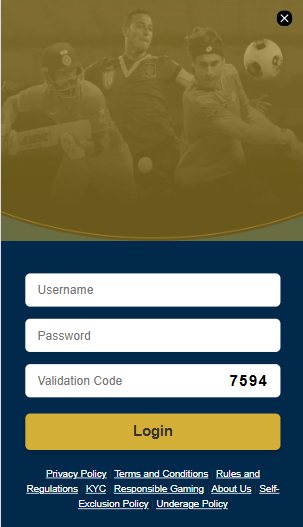 Username
Password
Validation Code 7594
Login
Privacy Policy | Terms and Conditions | Rules and
Regulations | KYC | Responsible Gaming | About Us | Self-
Exclusion Policy | Underage Policy